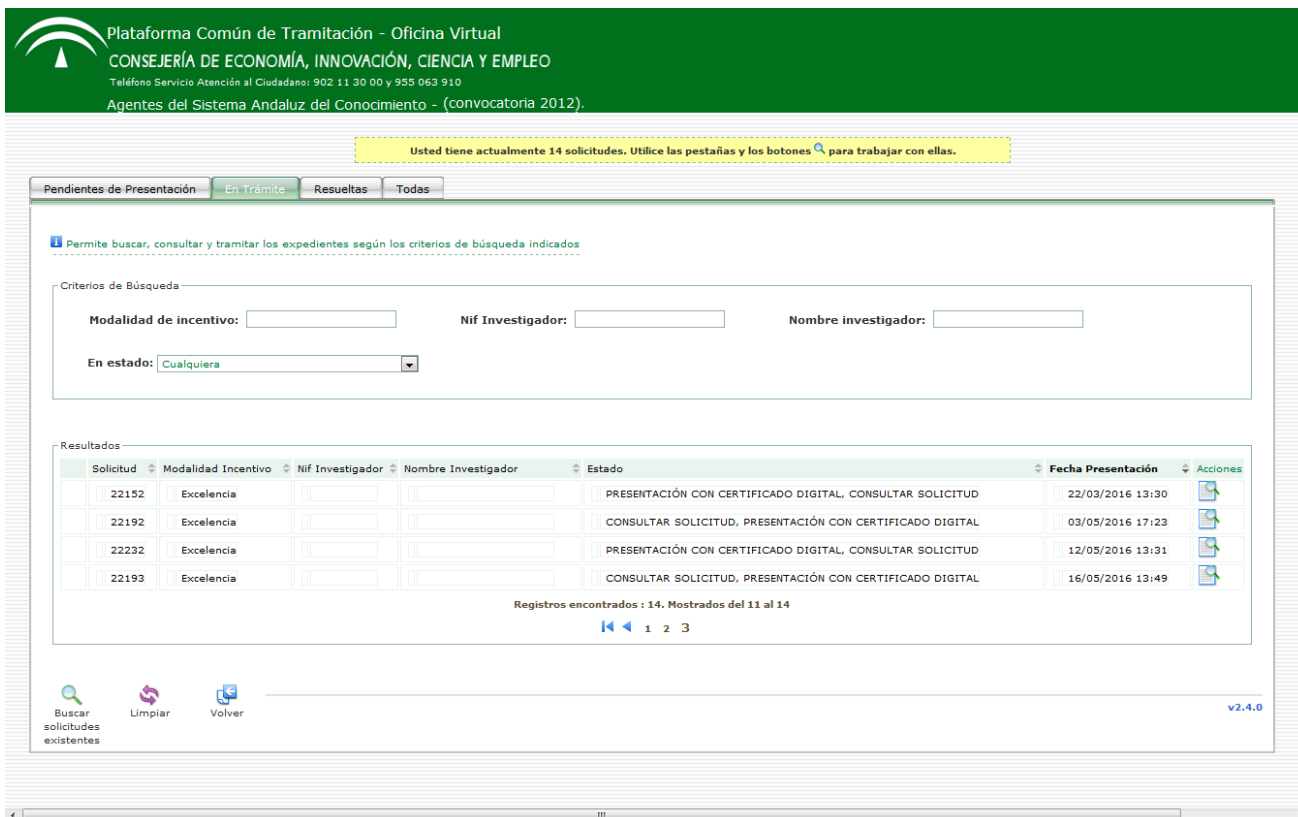 Plataforma Común de Tramitación - Oficina Virtual
CONSEJERÍA DE ECONOMÍA, INNOVACIÓN, CIENCIA Y EMPLEO
Teléfono Servicio Atención al Ciudadano: 902 11 30 00 y 955 063 910
Agentes del Sistema Andaluz del Conocimiento - (convocatoria 2012).
Usted tiene actualmente 14 solicitudes. Utilice las pestañas y los botones para trabajar con ellas.
Pendientes de Presentación En Trámite Resueltas Todas
Permite buscar, consultar y tramitar los expedientes según los criterios de búsqueda indicados
Criterios de Búsqueda
Modalidad de incentivo: Nif Investigador: Nombre investigador:
En estado: Cualquiera
Resultados
Solicitud Modalidad Incentivo Nif Investigador Nombre Investigador Estado Fecha Presentación Acciones
22152 Excelencia PRESENTACIÓN CON CERTIFICADO DIGITAL, CONSULTAR SOLICITUD 22/03/2016 13:30
22192 Excelencia CONSULTAR SOLICITUD, PRESENTACIÓN CON CERTIFICADO DIGITAL 03/05/2016 17:23
22232 Excelencia PRESENTACIÓN CON CERTIFICADO DIGITAL, CONSULTAR SOLICITUD 12/05/2016 13:31
22193 Excelencia CONSULTAR SOLICITUD, PRESENTACIÓN CON CERTIFICADO DIGITAL 16/05/2016 13:49
Registros encontrados : 14. Mostrados del 11 al 14
1 2 3
Buscar solicitudes existentes Limpiar Volver
v2.4.0